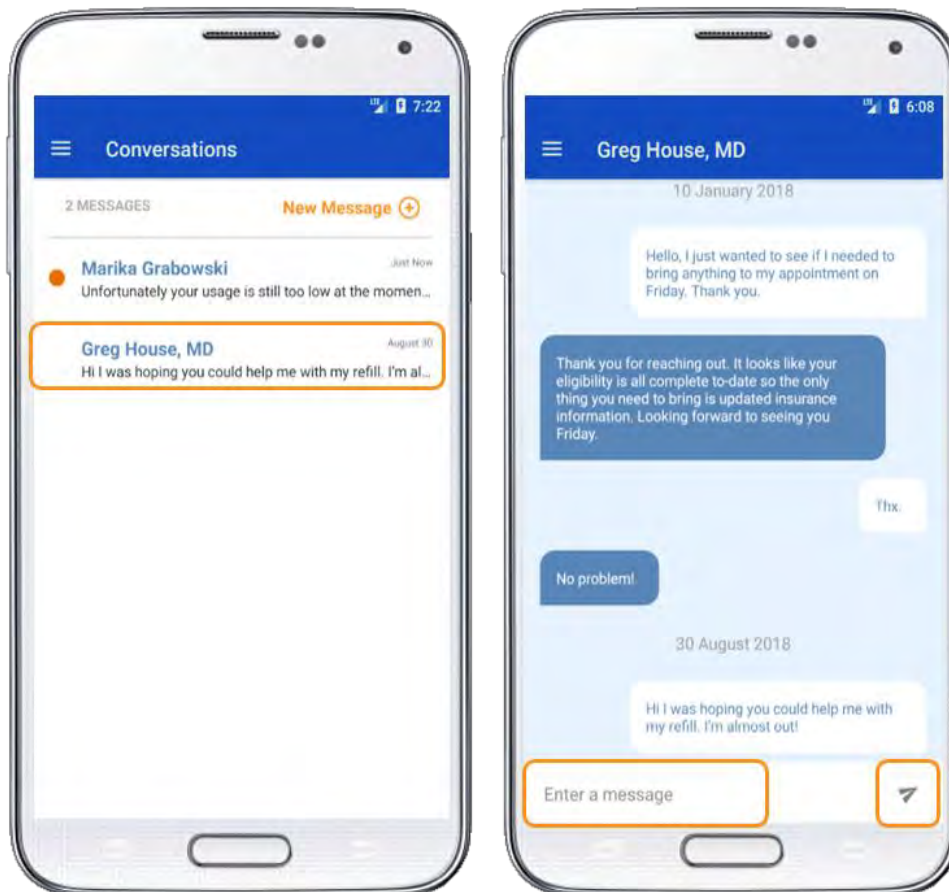 LTE 7:22
Conversations
2 MESSAGES New Message
Marika Grabowski Just Now
Unfortunately your usage is still too low at the momen...
Greg House, MD August 30
Hi I was hoping you could help me with my refill. I'm al...
LTE 6:08
Greg House, MD
10 January 2018
Hello, I just wanted to see if I needed to
bring anything to my appointment on
Friday. Thank you.
Thank you for reaching out. It looks like your
eligibility is all complete to-date so the only
thing you need to bring is updated insurance
information. Looking forward to seeing you
Friday.
Thx.
No problem!
30 August 2018
Hi I was hoping you could help me with
my refill. I'm almost out!
Enter a message